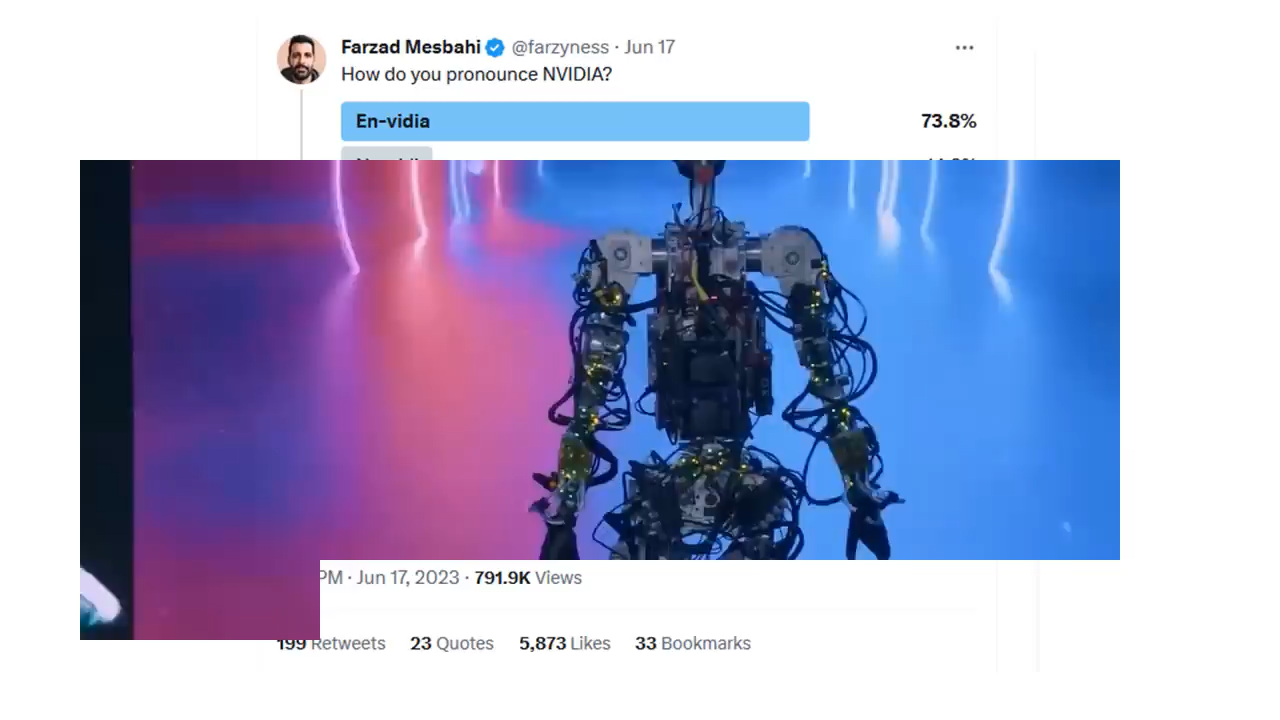 Farzad Mesbahi @farzyness · Jun 17
How do you pronounce NVIDIA?
En-vidia 73.8%
PM · Jun 17, 2023 · 791.9K Views
199 Retweets 23 Quotes 5,873 Likes 33 Bookmarks